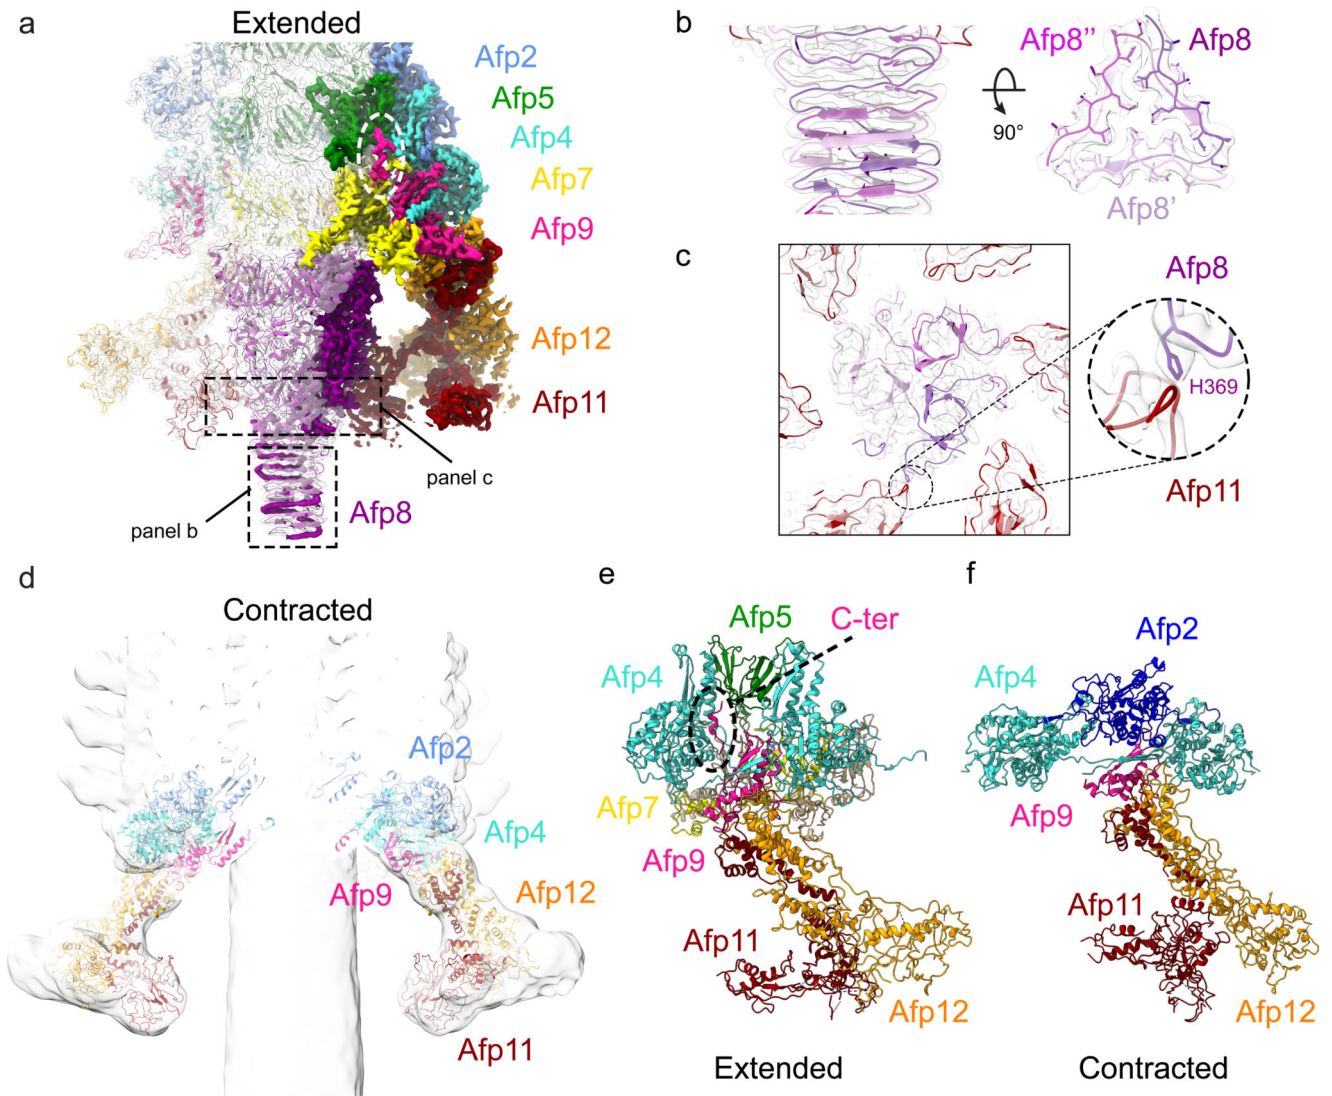 a
Extended
Afp2
Afp5
Afp4
Afp7
Afp9
Afp12
Afp11
panel c
panel b
Afp8
b
Afp8’’
Afp8
90°
Afp8’
c
Afp8
H369
Afp11
d
Contracted
Afp2
Afp4
Afp9
Afp12
Afp11
e
Afp5
C-ter
Afp4
Afp7
Afp9
Afp11
Afp12
Extended
f
Afp2
Afp4
Afp9
Afp11
Afp12
Contracted